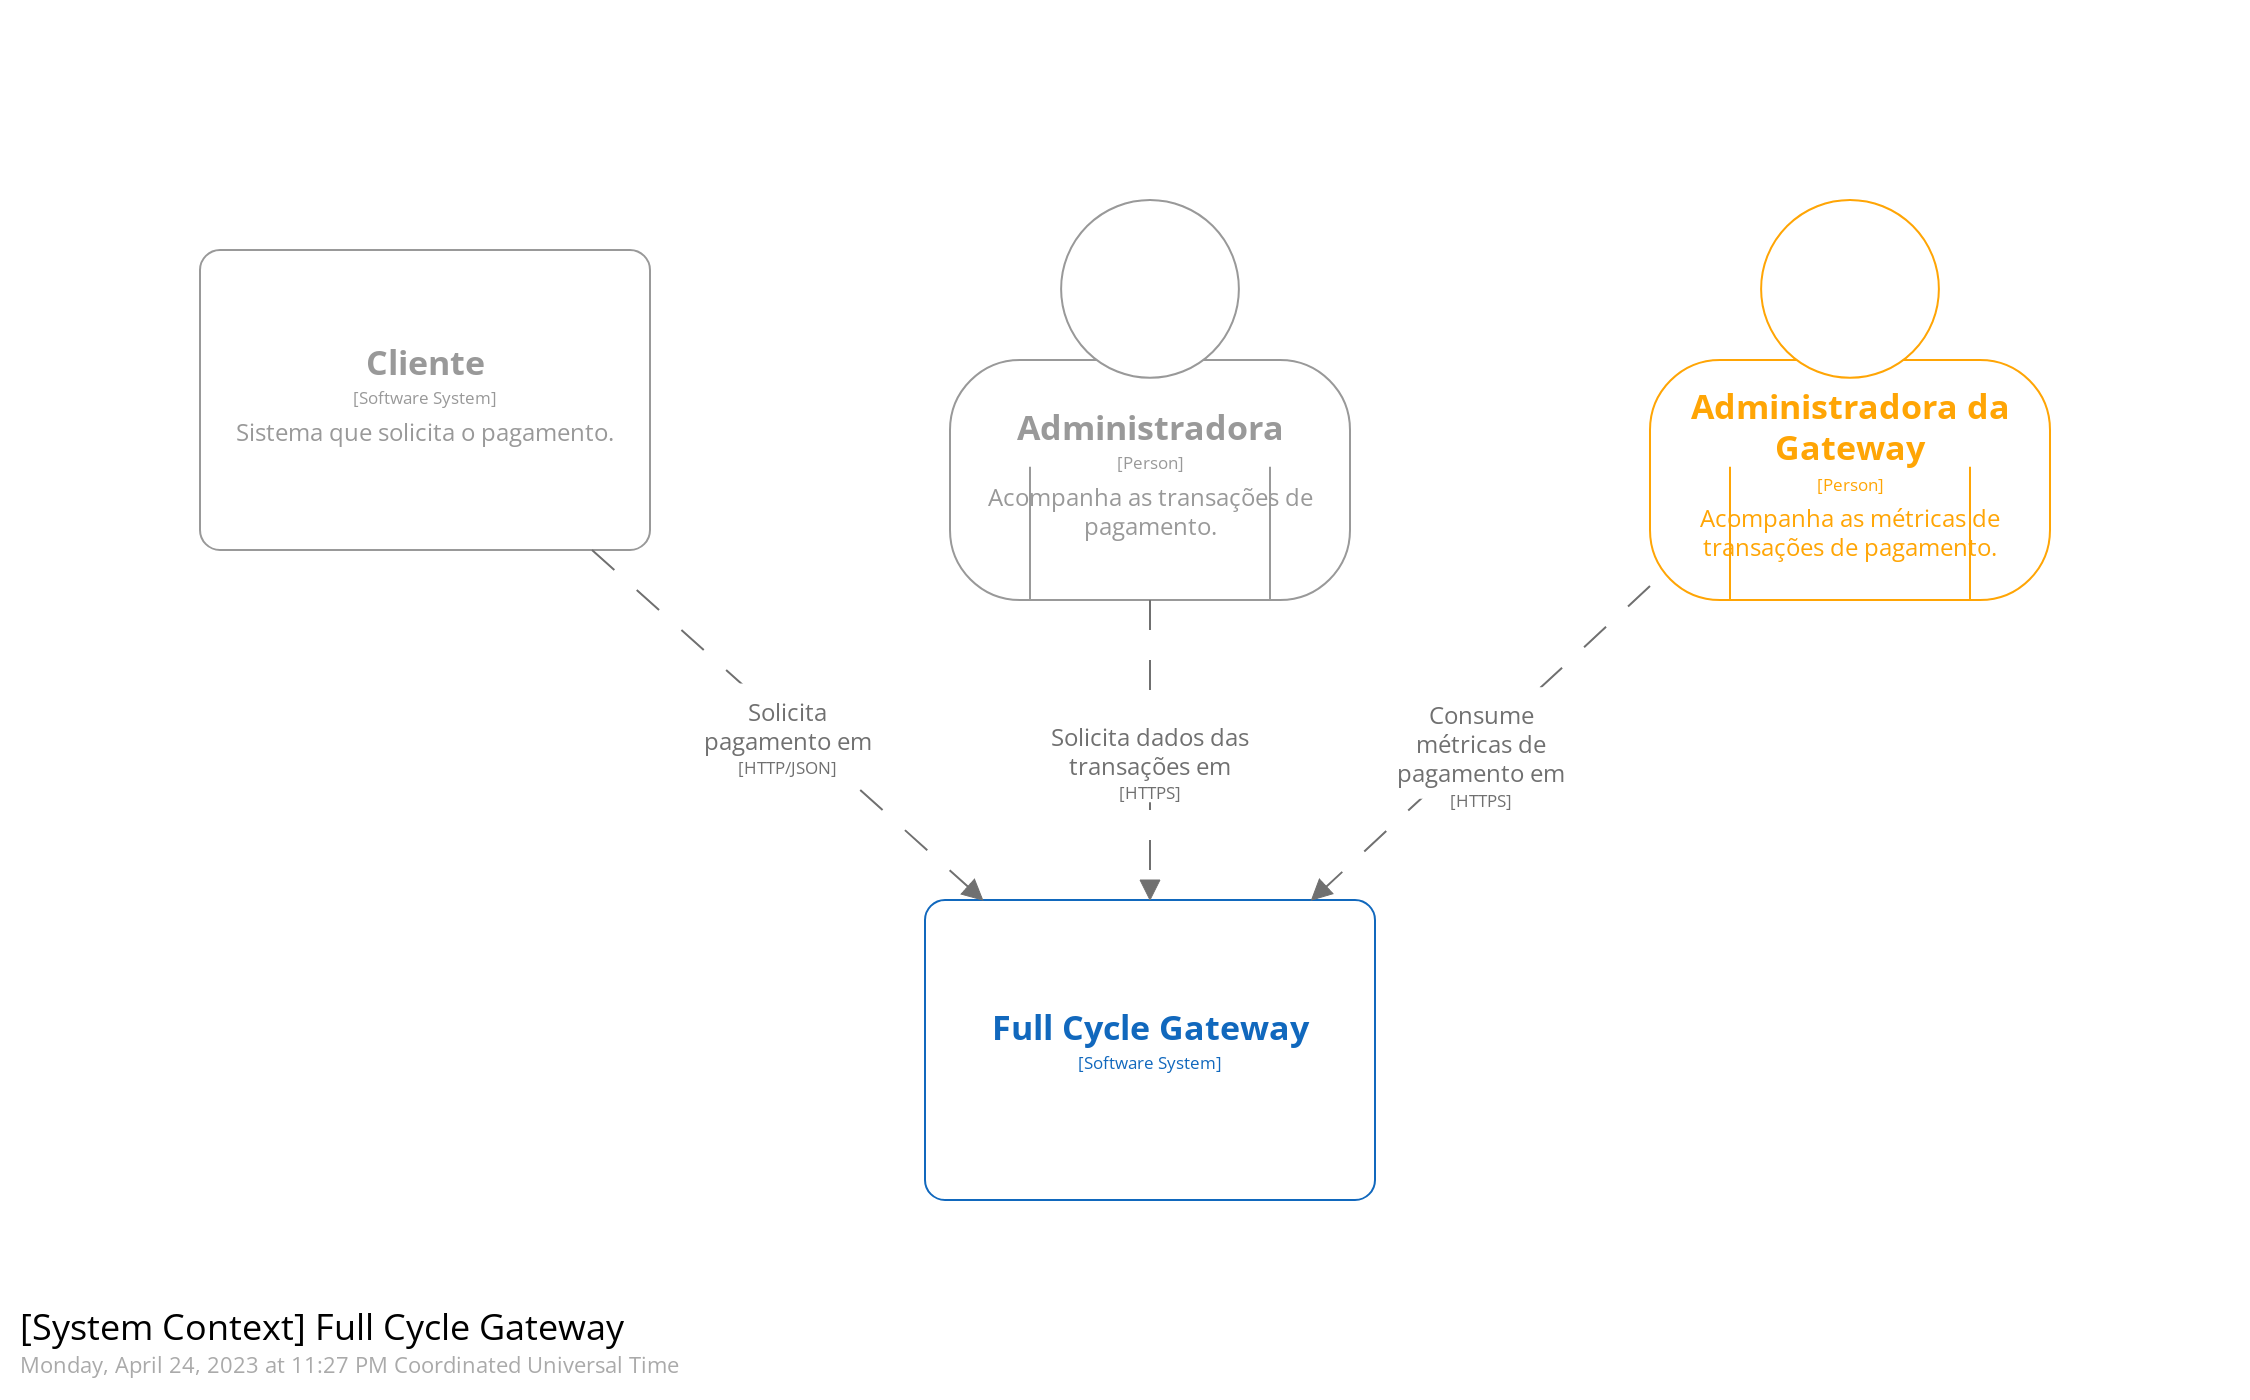 Cliente
[Software System]
Sistema que solicita o pagamento.
Administradora
[Person]
Acompanha as transações de
pagamento.
Administradora da
Gateway
[Person]
Acompanha as métricas de
transações de pagamento.
Solicita
pagamento em
[HTTP/JSON]
Solicita dados das
transações em
[HTTPS]
Consume
métricas de
pagamento em
[HTTPS]
Full Cycle Gateway
[Software System]
[System Context] Full Cycle Gateway
Monday, April 24, 2023 at 11:27 PM Coordinated Universal Time